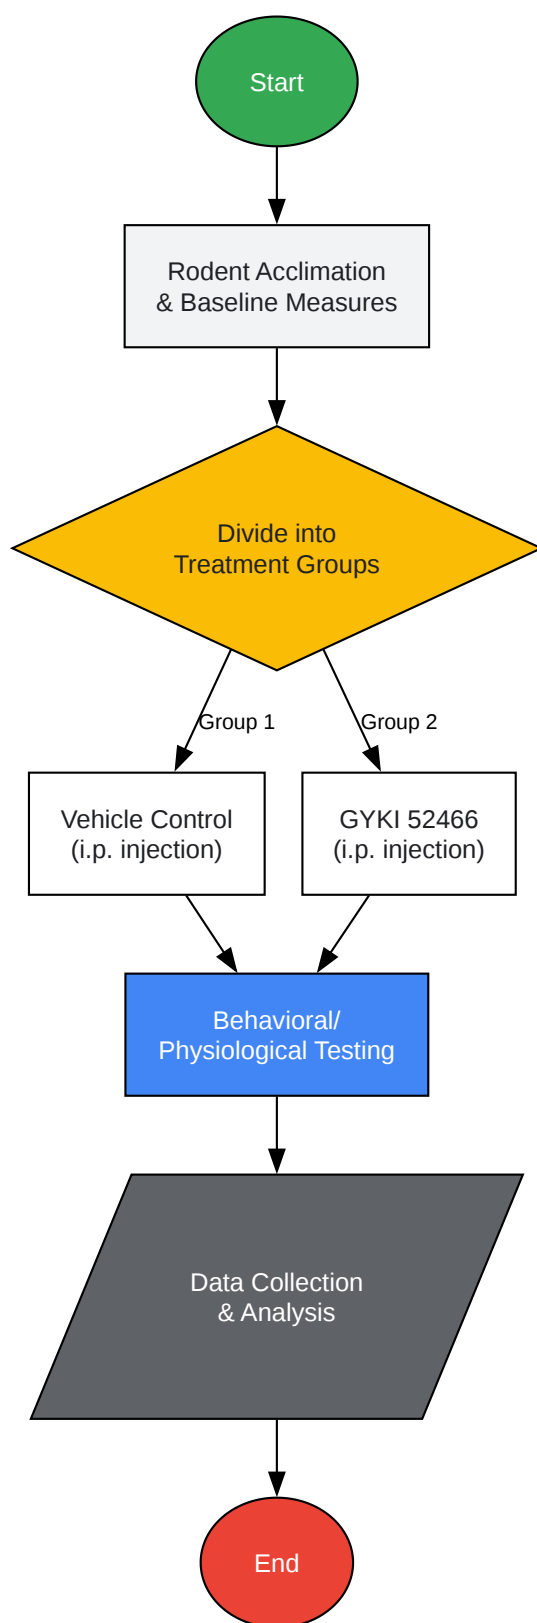 Start
Rodent Acclimation
& Baseline Measures
Divide into
Treatment Groups
Group 1
Group 2
Vehicle Control
(i.p. injection)
GYKI 52466
(i.p. injection)
Behavioral/
Physiological Testing
Data Collection
& Analysis
End